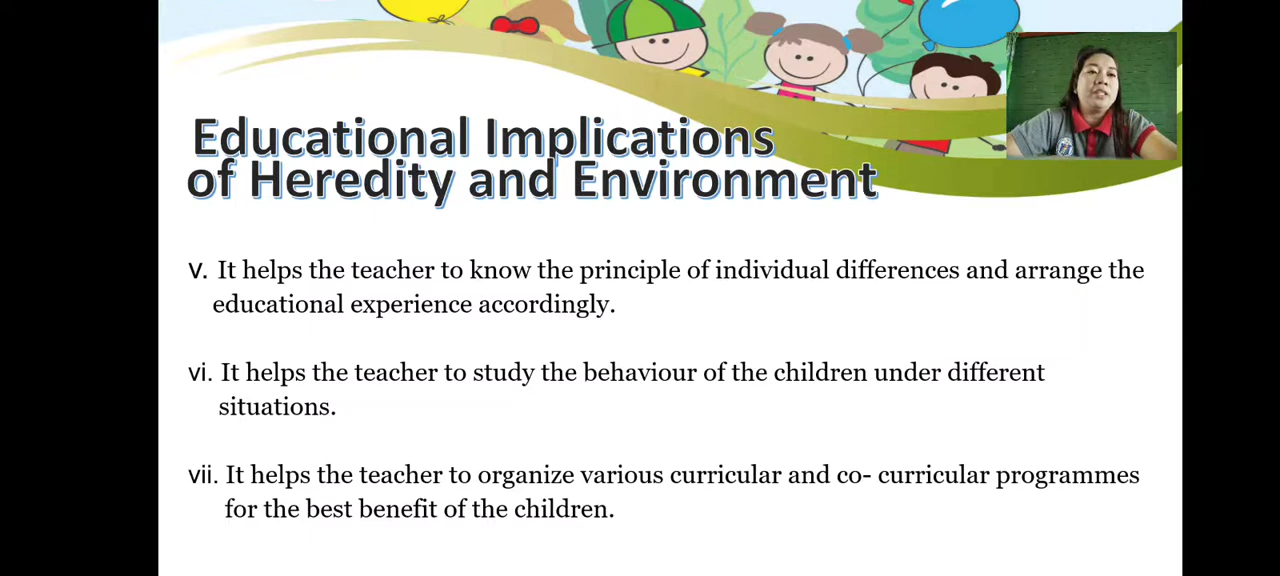 Educational Implications
of Heredity and Environment
v. It helps the teacher to know the principle of individual differences and arrange the
educational experience accordingly.
vi. It helps the teacher to study the behaviour of the children under different
situations.
vii. It helps the teacher to organize various curricular and co- curricular programmes
for the best benefit of the children.